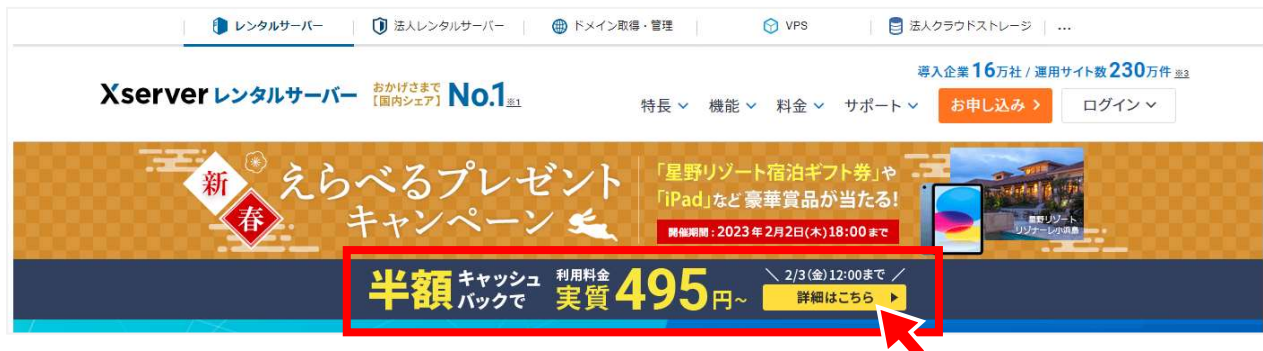 レンタルサーバー 法人レンタルサーバー ドメイン取得・管理 VPS 法人クラウドストレージ ...
導入企業16万社 / 運用サイト数230万件 ※3
Xserver レンタルサーバー おかげさまで
【国内シェア】 No.1 ※1
特長 機能 料金 サポート お申し込み ログイン
新春
えらべるプレゼント
キャンペーン
「星野リゾート宿泊ギフト券」や
「iPad」など豪華賞品が当たる!
開催期間:2023年2月2日(木)18:00まで
星野リゾート
リゾナーレ小浜島
半額 キャッシュ
バックで
利用料金
実質 495円~
\ 2/3(金)12:00まで /
詳細はこちら